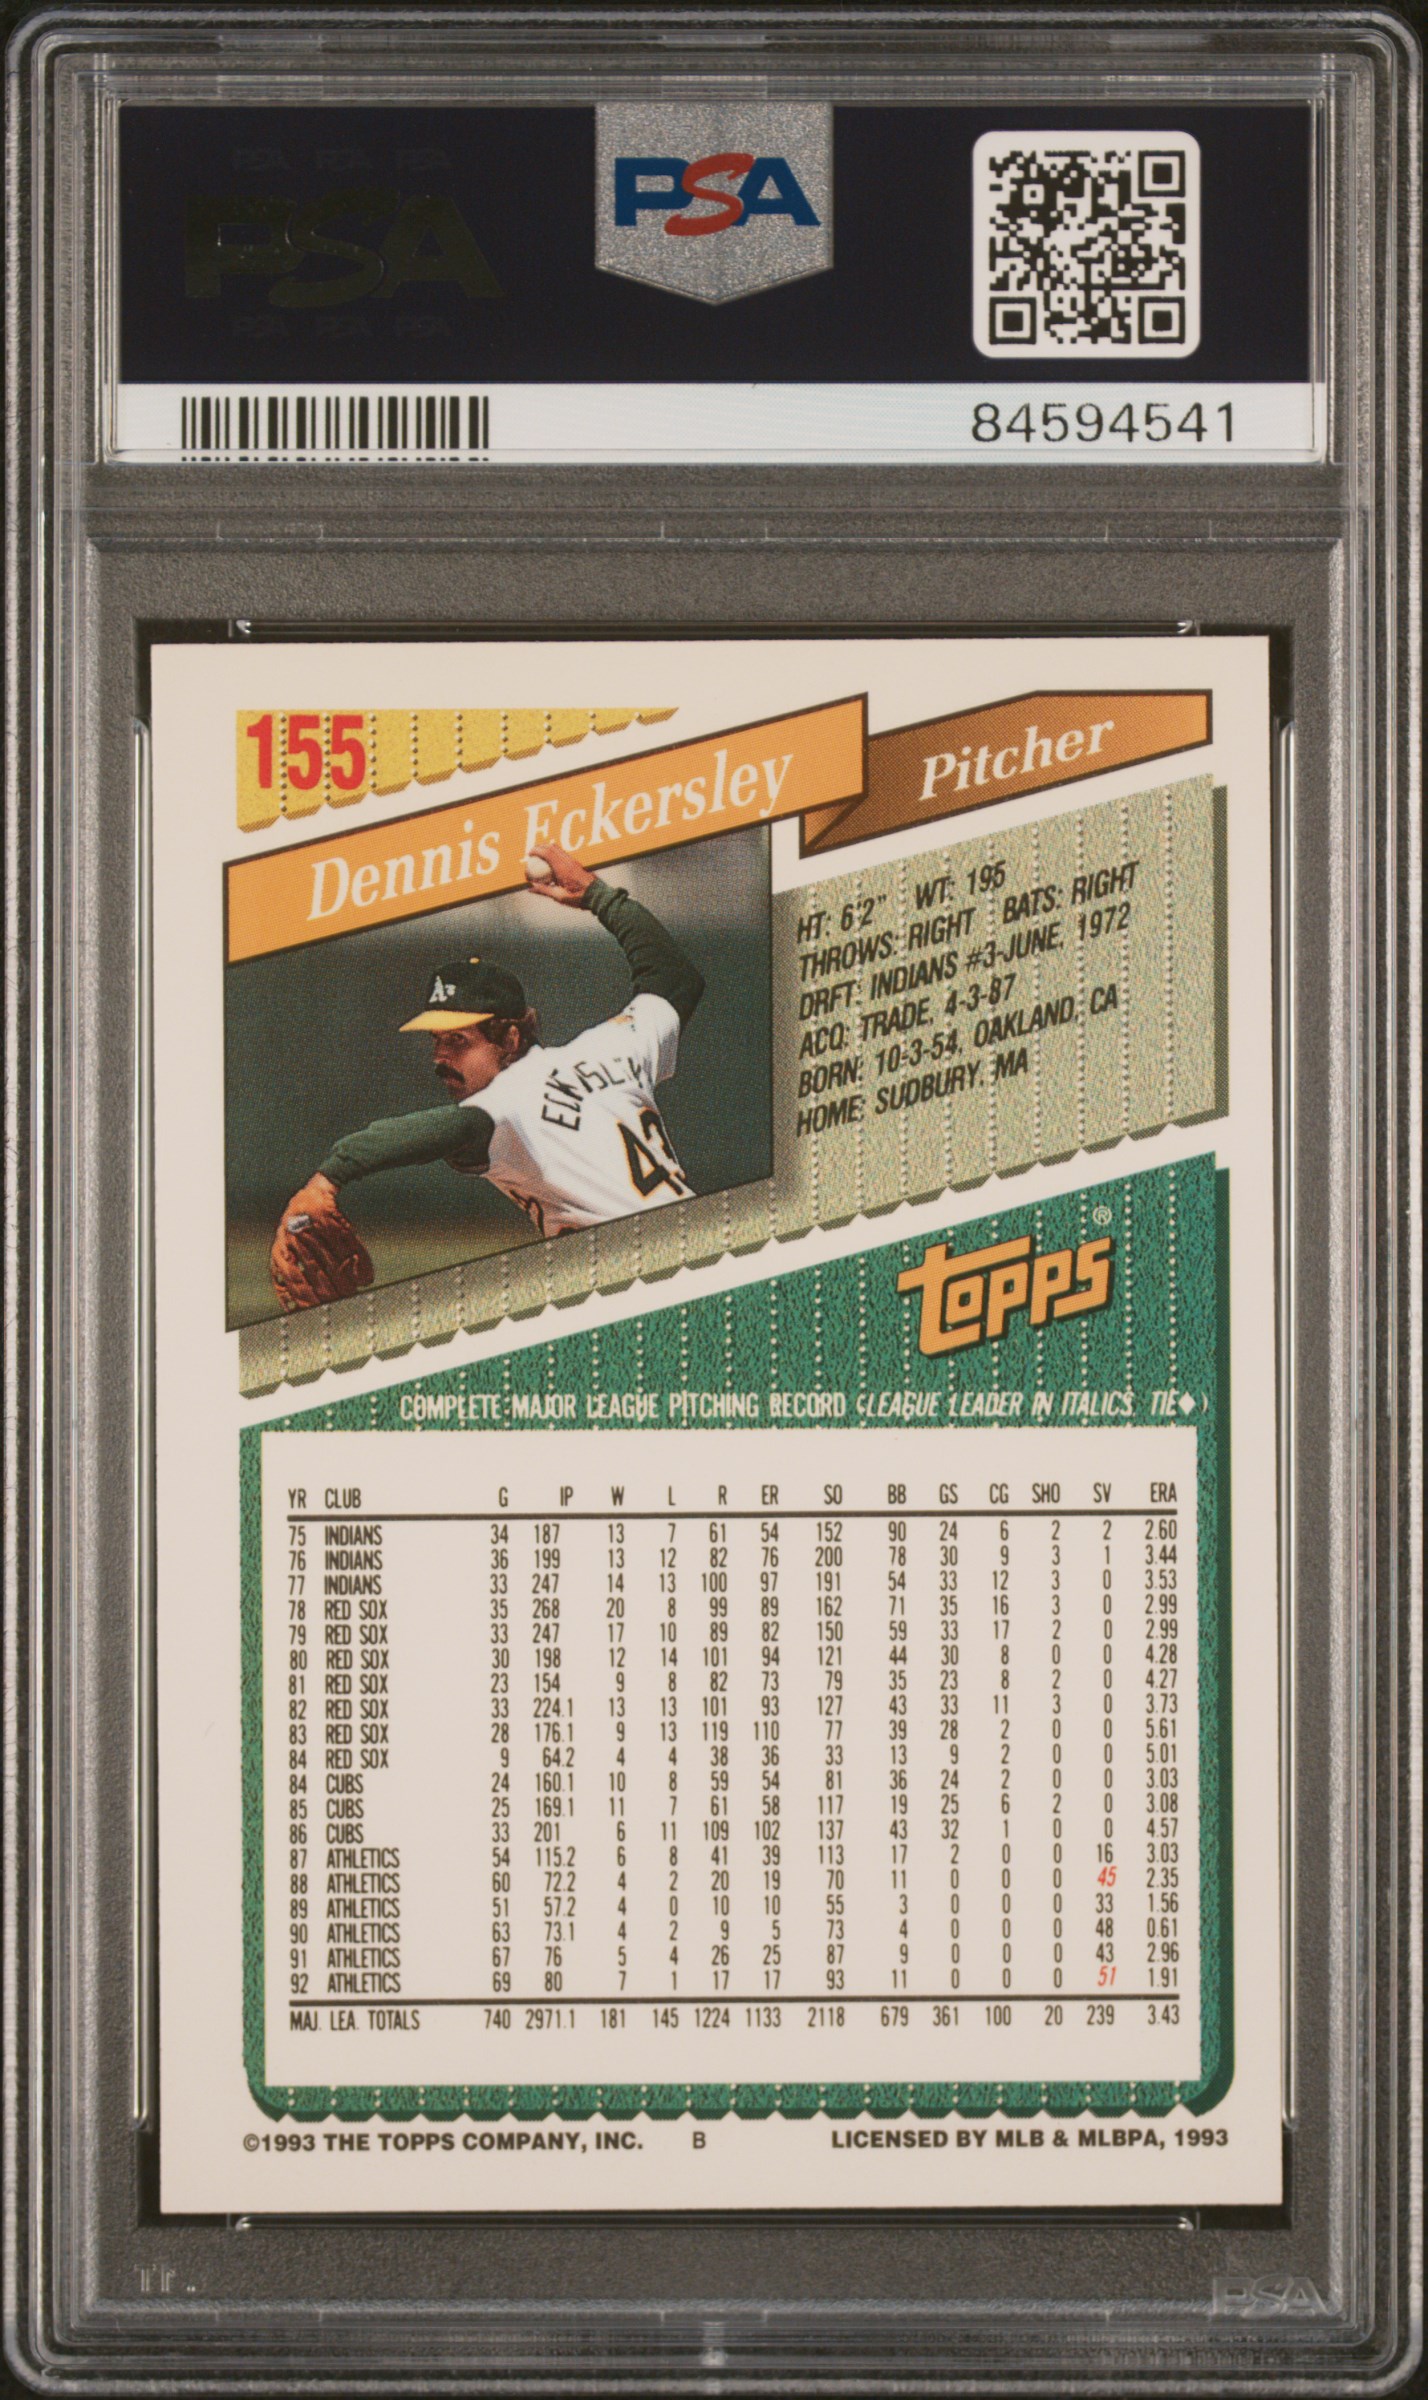 PSA PSA PSA
PSA
PSA PSA PSA
PSA
84594541
155
Dennis Eckersley
Pitcher
HT: 6'2" WT: 195
THROWS: RIGHT BATS: RIGHT
DRFT: INDIANS #3-JUNE, 1972
ACQ: TRADE, 4-3-87
BORN: 10-3-54, OAKLAND, CA
HOME: SUDBURY, MA
A's
43
TOPPS®
COMPLETE MAJOR LEAGUE PITCHING RECORD (LEAGUE LEADER IN ITALICS, TIE♦)
YR CLUB G IP W L R ER SO BB GS CG SHO SV ERA
75 INDIANS 34 187 13 7 61 54 152 90 24 6 2 2 2.60
76 INDIANS 36 199 13 12 82 76 200 78 30 9 3 1 3.44
77 INDIANS 33 247 14 13 100 97 191 54 33 12 3 0 3.53
78 RED SOX 35 268 20 8 99 89 162 71 35 16 3 0 2.99
79 RED SOX 33 247 17 10 89 82 150 59 33 17 2 0 2.99
80 RED SOX 30 198 12 14 101 94 121 44 30 8 0 0 4.28
81 RED SOX 23 154 9 8 82 73 79 35 23 8 2 0 4.27
82 RED SOX 33 224.1 13 13 101 93 127 43 33 11 3 0 3.73
83 RED SOX 28 176.1 9 13 119 110 77 39 28 2 0 0 5.61
84 RED SOX 9 64.2 4 4 38 36 33 13 9 2 0 0 5.01
84 CUBS 24 160.1 10 8 59 54 81 36 24 2 0 0 3.03
85 CUBS 25 169.1 11 7 61 58 117 19 25 6 2 0 3.08
86 CUBS 33 201 6 11 109 102 137 43 32 1 0 0 4.57
87 ATHLETICS 54 115.2 6 8 41 39 113 17 2 0 0 16 3.03
88 ATHLETICS 60 72.2 4 2 20 19 70 11 0 0 0 45 2.35
89 ATHLETICS 51 57.2 4 0 10 10 55 3 0 0 0 33 1.56
90 ATHLETICS 63 73.1 4 2 9 5 73 4 0 0 0 48 0.61
91 ATHLETICS 67 76 5 4 26 25 87 9 0 0 0 43 2.96
92 ATHLETICS 69 80 7 1 17 17 93 11 0 0 0 51 1.91
MAJ. LEA. TOTALS 740 2971.1 181 145 1224 1133 2118 679 361 100 20 239 3.43
©1993 THE TOPPS COMPANY, INC. B LICENSED BY MLB & MLBPA, 1993
PSA